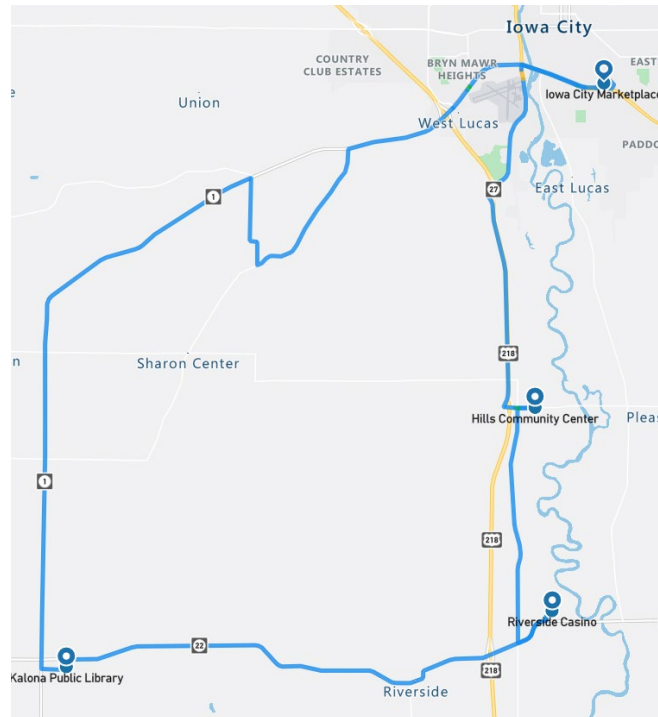 Iowa City
COUNTRY
CLUB ESTATES
BRYN MAWR
HEIGHTS
EAST
Iowa City Marketplace
Union
West Lucas
PADDO
1
27
East Lucas
218
Sharon Center
Hills Community Center
Pleas
1
218
Riverside Casino
22
Kalona Public Library
218
Riverside